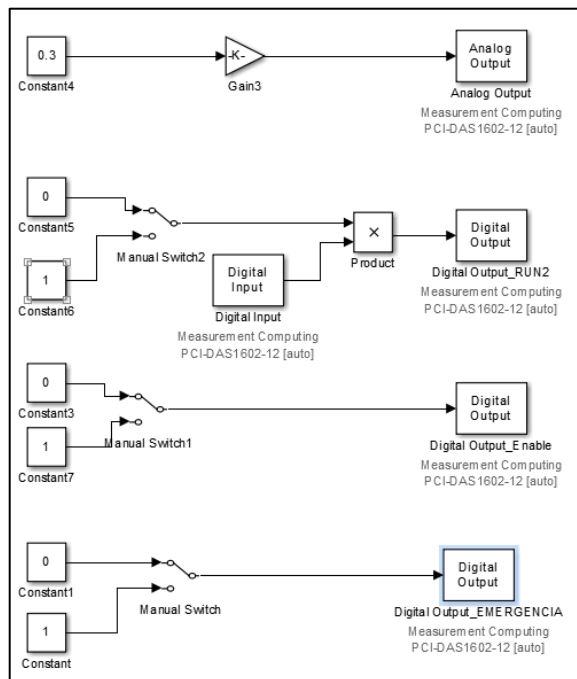 0.3
Constant4
-K-
Gain3
Analog
Output
Analog Output
Measurement Computing
PCI-DAS1602-12 [auto]
0
Constant5
1
Constant6
Manual Switch2
Digital
Input
Digital Input
Measurement Computing
PCI-DAS1602-12 [auto]
×
Product
Digital
Output
Digital Output_RUN2
Measurement Computing
PCI-DAS1602-12 [auto]
0
Constant3
1
Constant7
Manual Switch1
Digital
Output
Digital Output_Enable
Measurement Computing
PCI-DAS1602-12 [auto]
0
Constant1
1
Constant
Manual Switch
Digital
Output
Digital Output_EMERGENCIA
Measurement Computing
PCI-DAS1602-12 [auto]